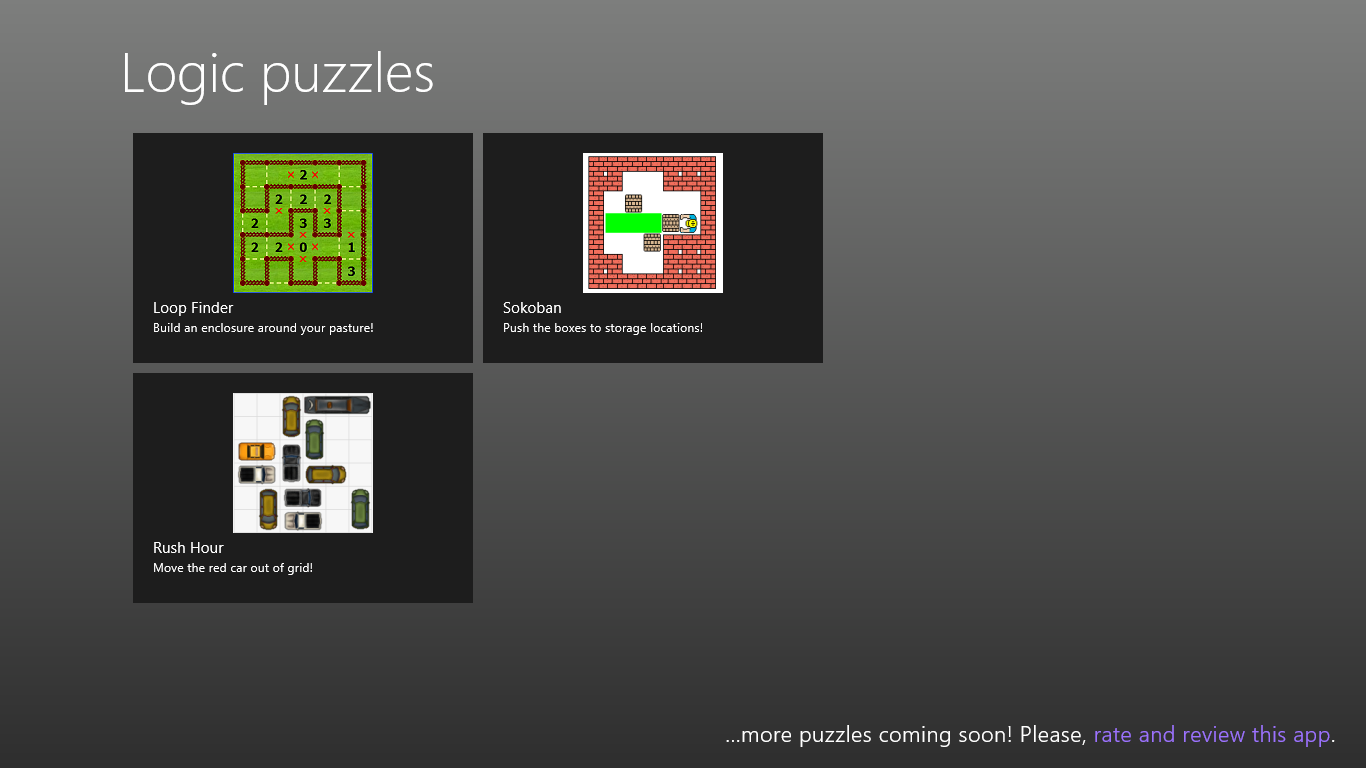 Logic puzzles
2
2 2 2
2 3 3
2 2 0 1
3
Loop Finder
Build an enclosure around your pasture!
Sokoban
Push the boxes to storage locations!
Rush Hour
Move the red car out of grid!
...more puzzles coming soon! Please, rate and review this app.